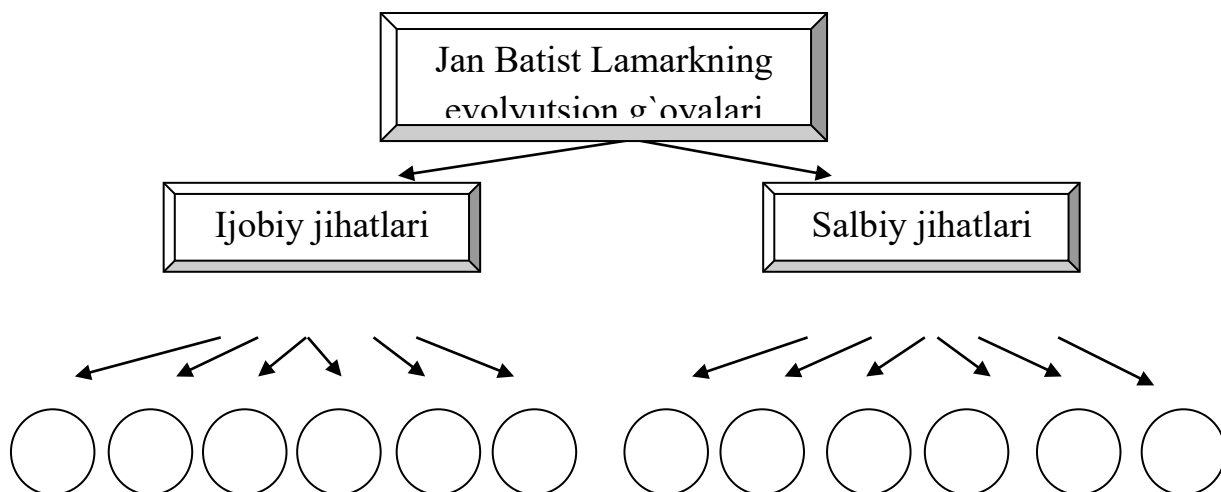 Jan Batist Lamarkning
evolyutsion g`oyalari
Ijobiy jihatlari
Salbiy jihatlari